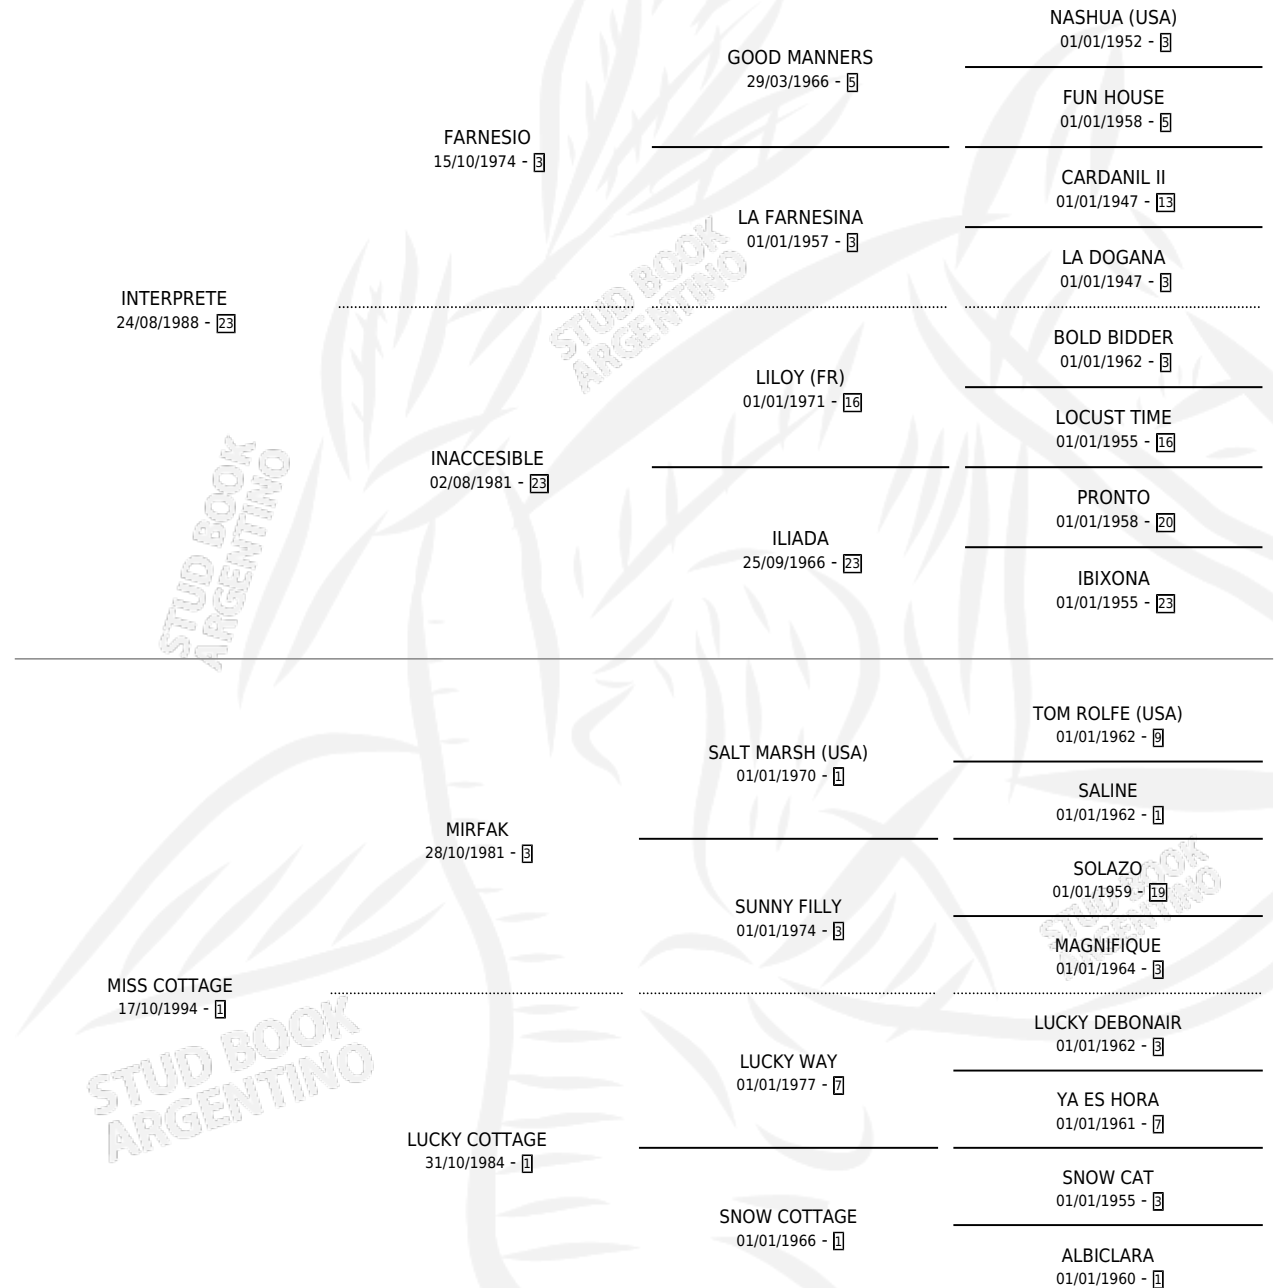 NASHUA (USA)
01/01/1952 - 3
GOOD MANNERS
29/03/1966 - 5
FUN HOUSE
01/01/1958 - 5
FARNESIO
15/10/1974 - 3
CARDANIL II
01/01/1947 - 13
LA FARNESINA
01/01/1957 - 3
LA DOGANA
01/01/1947 - 3
INTERPRETE
24/08/1988 - 23
BOLD BIDDER
01/01/1962 - 3
LILOY (FR)
01/01/1971 - 16
LOCUST TIME
01/01/1955 - 16
INACCESIBLE
02/08/1981 - 23
PRONTO
01/01/1958 - 20
ILIADA
25/09/1966 - 23
IBIXONA
01/01/1955 - 23
TOM ROLFE (USA)
01/01/1962 - 9
SALT MARSH (USA)
01/01/1970 - 1
SALINE
01/01/1962 - 1
MIRFAK
28/10/1981 - 3
SOLAZO
01/01/1959 - 19
SUNNY FILLY
01/01/1974 - 3
MAGNIFIQUE
01/01/1964 - 3
MISS COTTAGE
17/10/1994 - 1
LUCKY DEBONAIR
01/01/1962 - 3
LUCKY WAY
01/01/1977 - 7
YA ES HORA
01/01/1961 - 7
LUCKY COTTAGE
31/10/1984 - 1
SNOW CAT
01/01/1955 - 3
SNOW COTTAGE
01/01/1966 - 1
ALBICLARA
01/01/1960 - 1
STUD BOOK
ARGENTINO
STUD BOOK
ARGENTINO
STUD BOOK
ARGENTINO
STUD BOOK
ARGENTINO